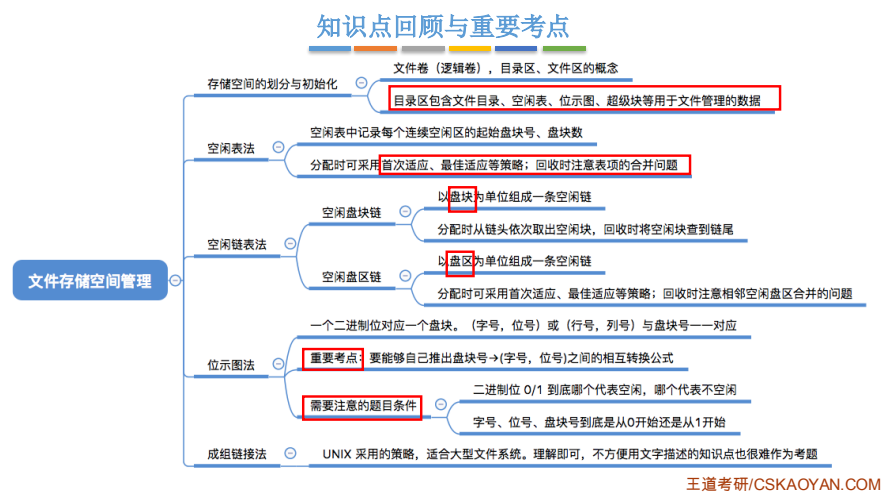 知识点回顾与重要考点
文件存储空间管理
存储空间的划分与初始化
文件卷（逻辑卷），目录区、文件区的概念
目录区包含文件目录、空闲表、位示图、超级块等用于文件管理的数据
空闲表法
空闲表中记录每个连续空闲区的起始盘块号、盘块数
分配时可采用首次适应、最佳适应等策略；回收时注意表项的合并问题
空闲链表法
空闲盘块链
以盘块为单位组成一条空闲链
分配时从链头依次取出空闲块，回收时将空闲块查到链尾
空闲盘区链
以盘区为单位组成一条空闲链
分配时可采用首次适应、最佳适应等策略；回收时注意相邻空闲盘区合并的问题
位示图法
一个二进制位对应一个盘块。（字号，位号）或（行号，列号）与盘块号一一对应
重要考点：要能够自己推出盘块号→(字号，位号)之间的相互转换公式
需要注意的题目条件
二进制位 0/1 到底哪个代表空闲，哪个代表不空闲
字号、位号、盘块号到底是从0开始还是从1开始
成组链接法
UNIX 采用的策略，适合大型文件系统。理解即可，不方便用文字描述的知识点也很难作为考题
王道考研/CSKAOYAN.COM